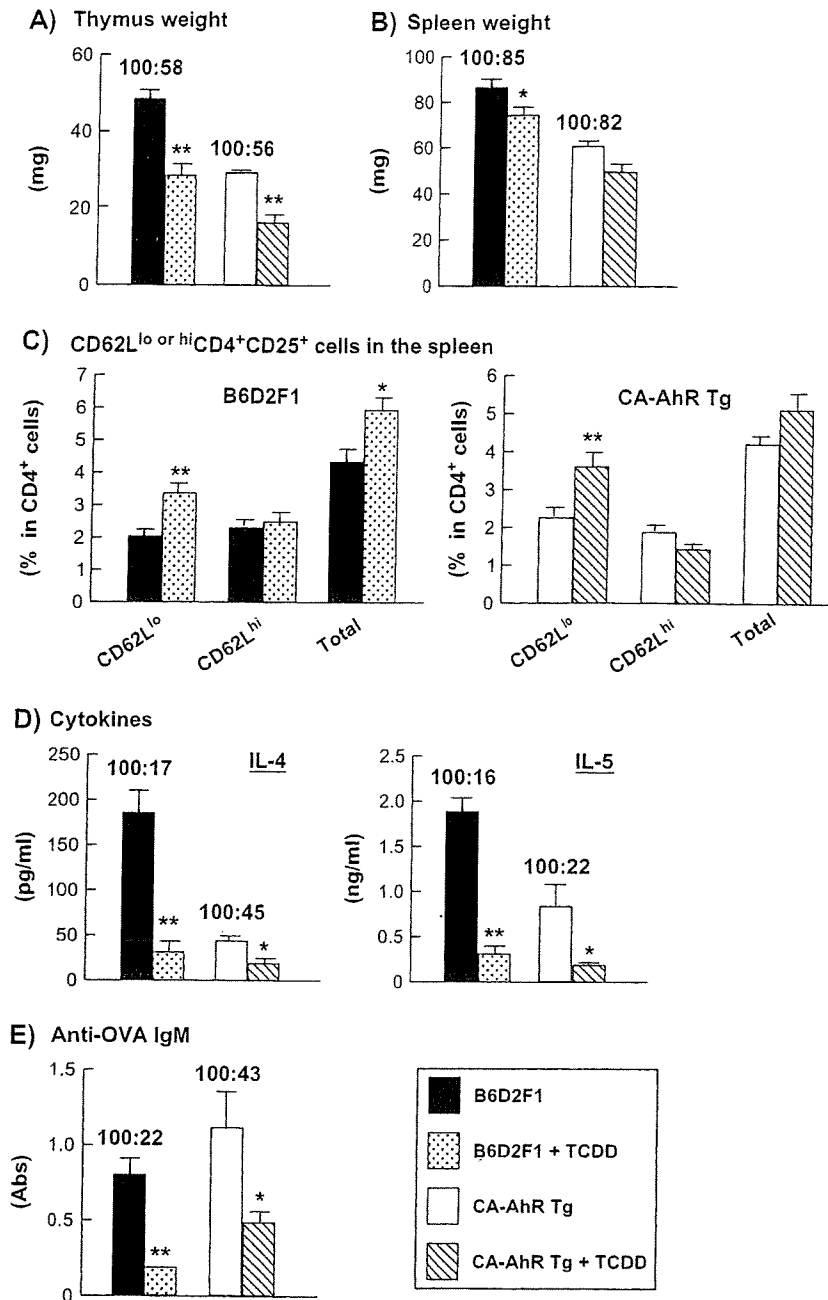 A) Thymus weight
60
40
20
0
(mg)
100:58
**
100:56
**
B) Spleen weight
100
80
60
40
20
0
(mg)
100:85
*
100:82
C) CD62L^lo or hi CD4⁺CD25⁺ cells in the spleen
B6D2F1
7
6
5
4
3
2
1
0
(% in CD4⁺ cells)
**
*
CD62L^lo
CD62L^hi
Total
CA-AhR Tg
6
5
4
3
2
1
0
(% in CD4⁺ cells)
**
CD62L^lo
CD62L^hi
Total
D) Cytokines
IL-4
250
200
150
100
50
0
(pg/ml)
100:17
**
100:45
*
IL-5
2.5
2.0
1.5
1.0
0.5
0
(ng/ml)
100:16
**
100:22
*
E) Anti-OVA IgM
1.5
1.0
0.5
0
(Abs)
100:22
**
100:43
*
B6D2F1
B6D2F1 + TCDD
CA-AhR Tg
CA-AhR Tg + TCDD